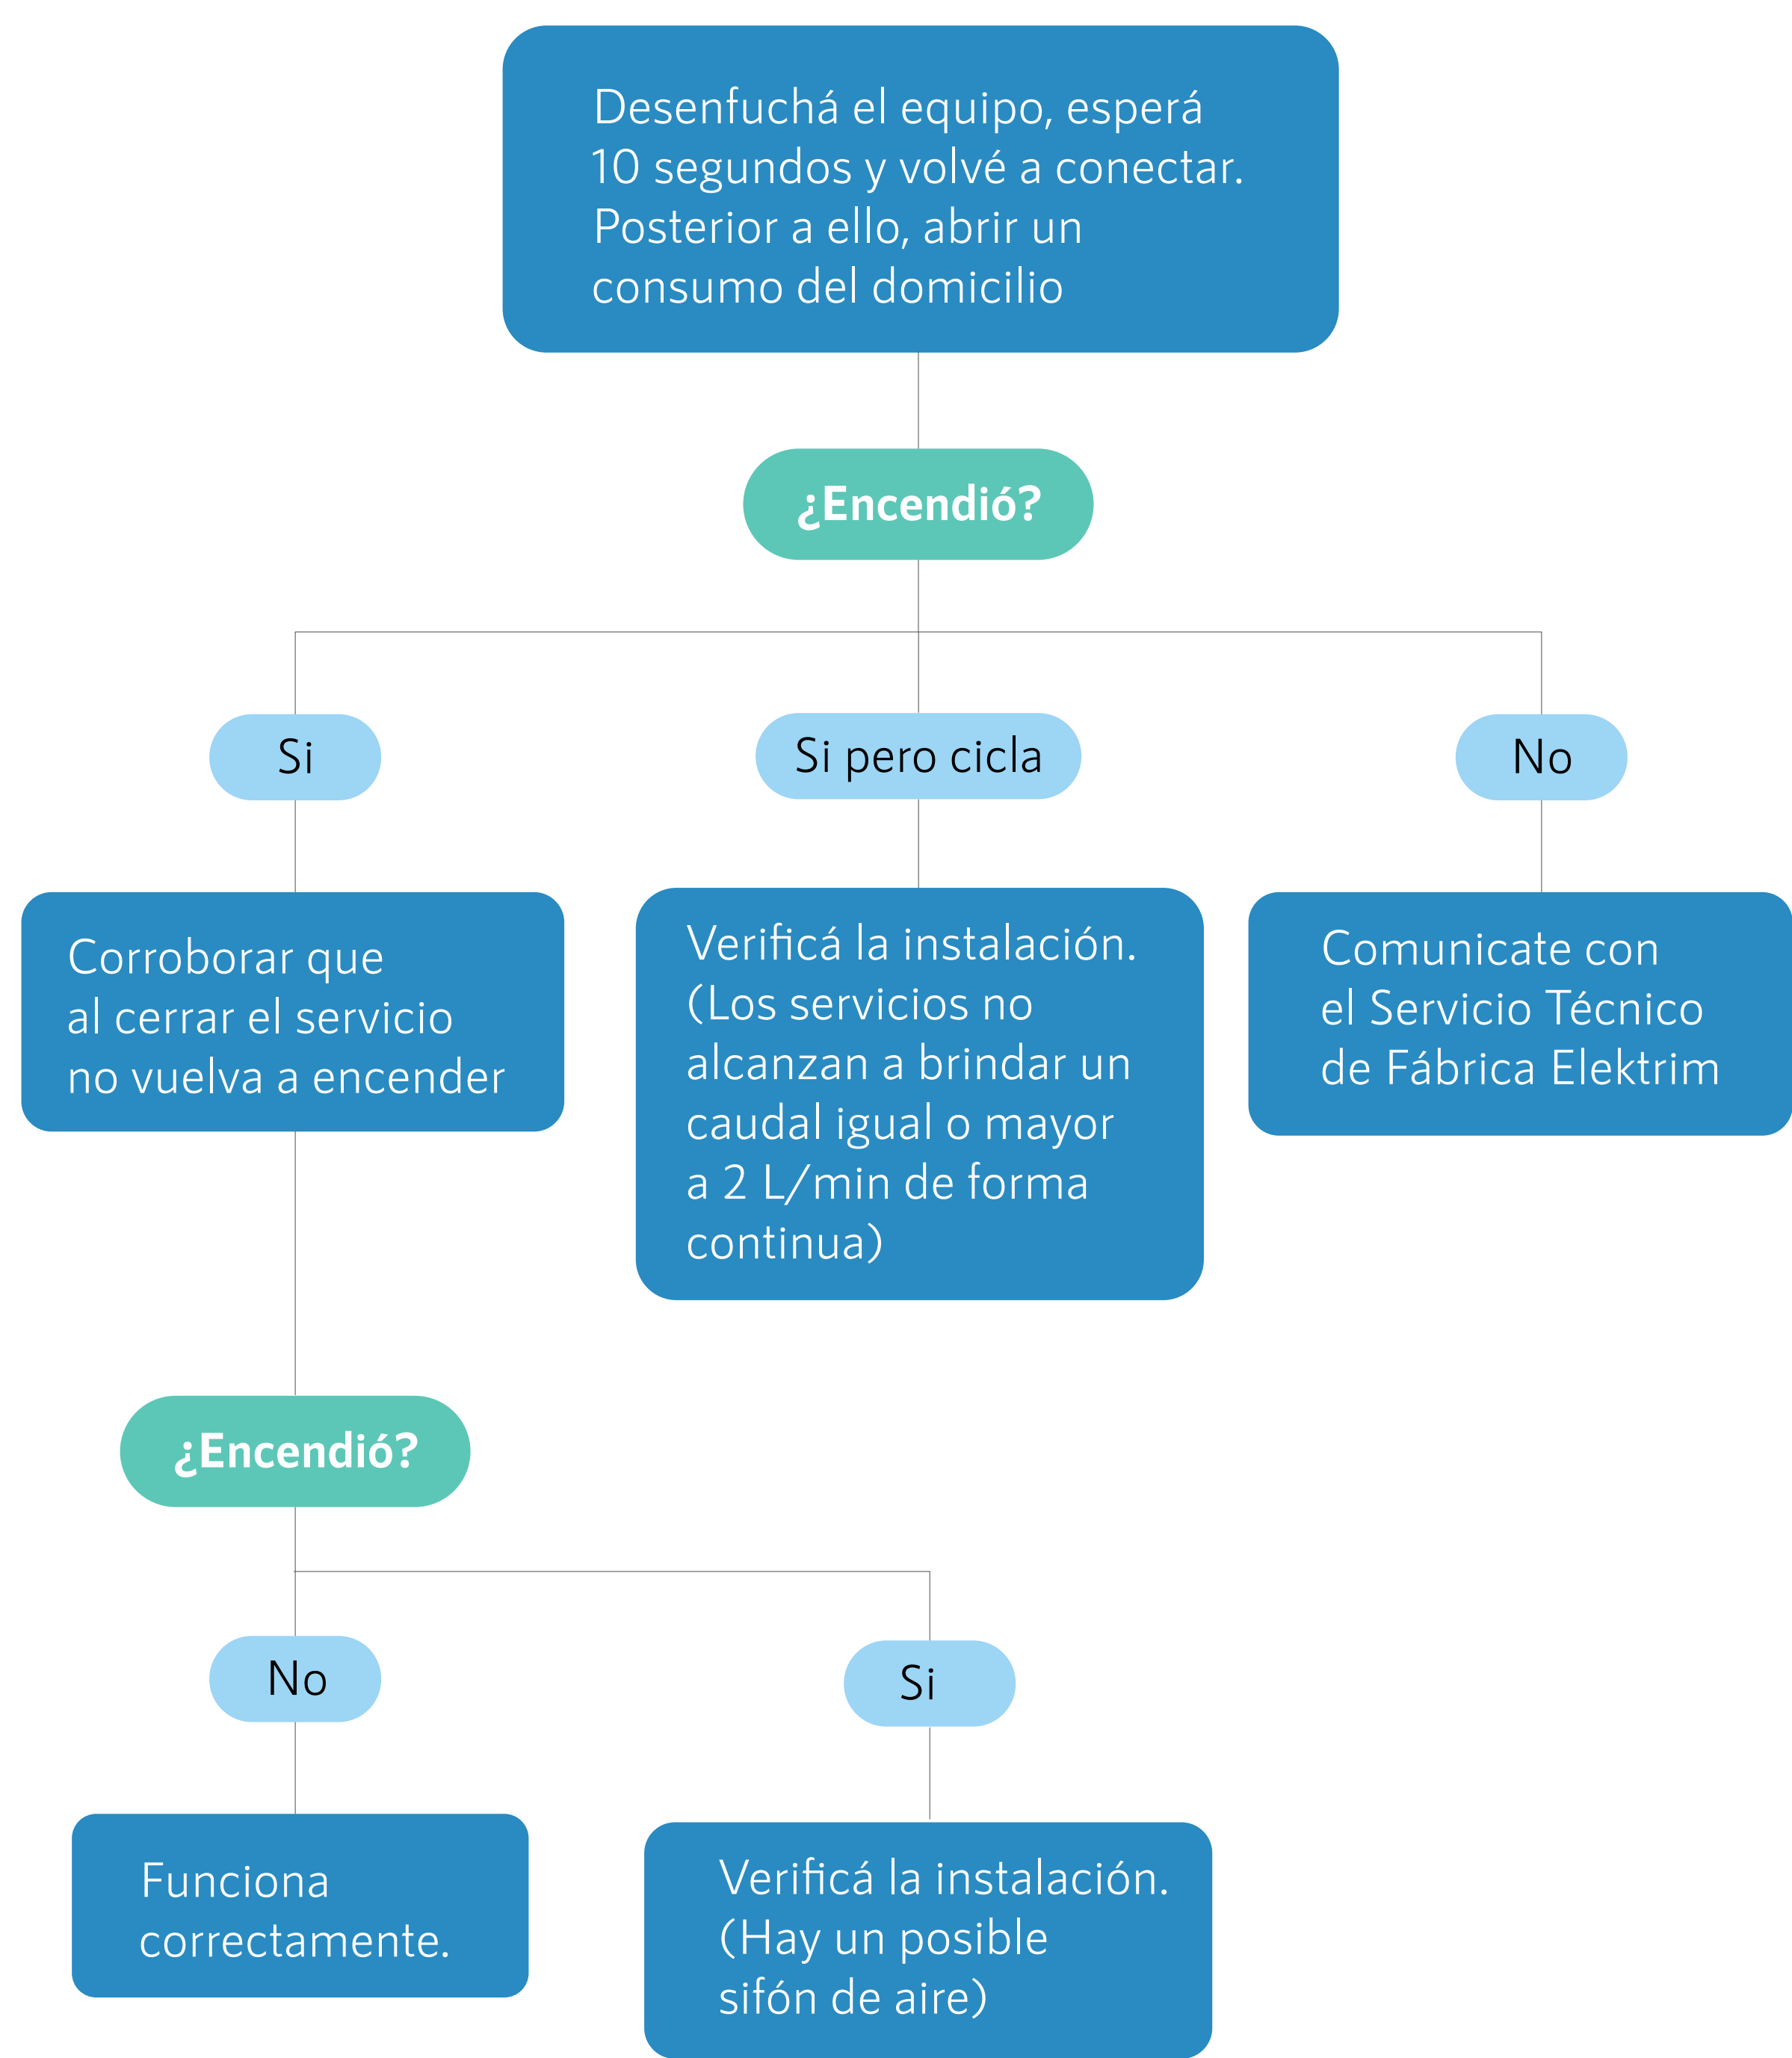 Desenfuchá el equipo, esperá
10 segundos y volvé a conectar.
Posterior a ello, abrir un
consumo del domicilio
¿Encendió?
Si
Si pero cicla
No
Corroborar que
al cerrar el servicio
no vuelva a encender
Verificá la instalación.
(Los servicios no
alcanzan a brindar un
caudal igual o mayor
a 2 L/min de forma
continua)
Comunicate con
el Servicio Técnico
de Fábrica Elektrim
¿Encendió?
No
Si
Funciona
correctamente.
Verificá la instalación.
(Hay un posible
sifón de aire)